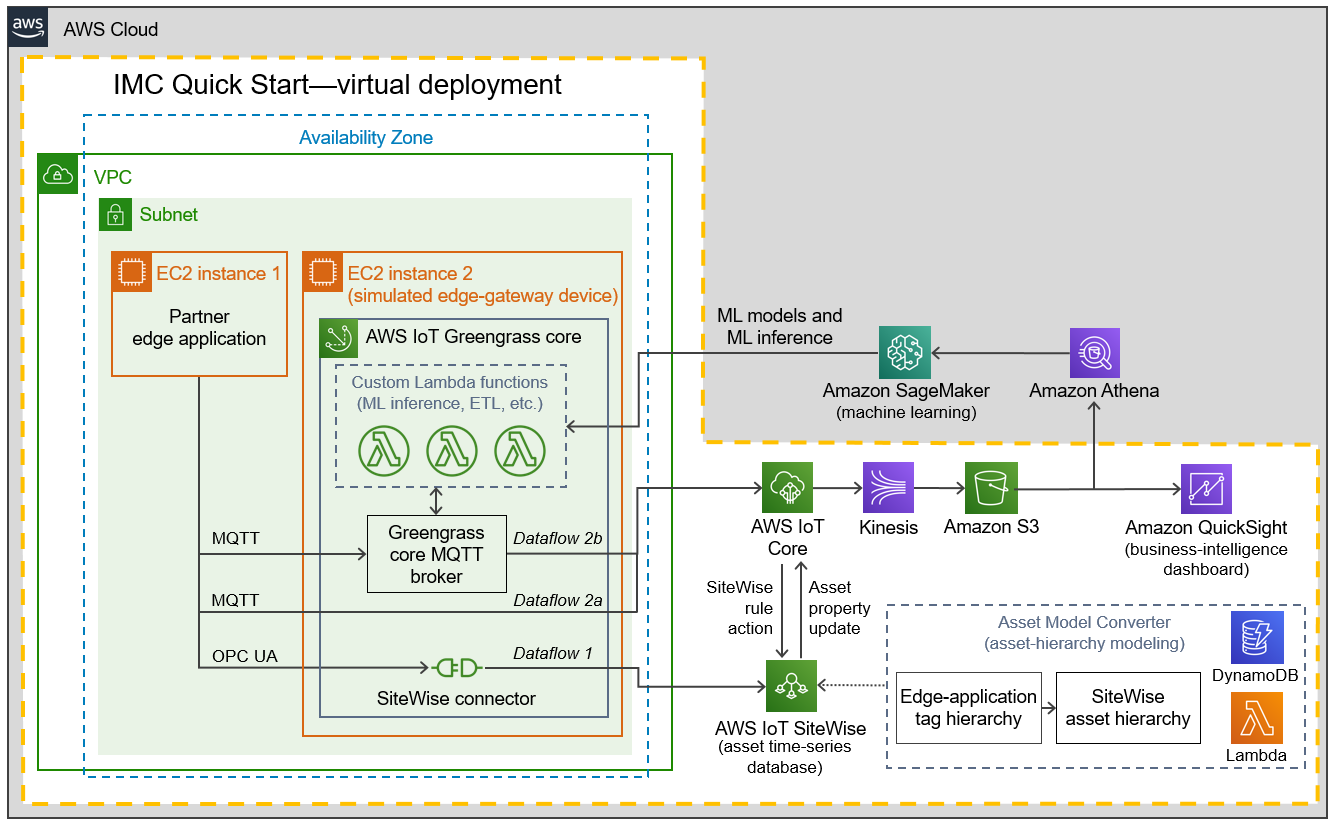 aws
AWS Cloud
IMC Quick Start—virtual deployment
Availability Zone
VPC
Subnet
EC2 instance 1
Partner
edge application
EC2 instance 2
(simulated edge-gateway device)
AWS IoT Greengrass core
Custom Lambda functions
(ML inference, ETL, etc.)
ML models and
ML inference
Amazon SageMaker
(machine learning)
Amazon Athena
MQTT
Greengrass
core MQTT
broker
Dataflow 2b
MQTT
Dataflow 2a
OPC UA
Dataflow 1
SiteWise connector
AWS IoT
Core
Kinesis
Amazon S3
Amazon QuickSight
(business-intelligence
dashboard)
SiteWise
rule
action
Asset
property
update
AWS IoT SiteWise
(asset time-series
database)
Asset Model Converter
(asset-hierarchy modeling)
Edge-application
tag hierarchy
SiteWise
asset hierarchy
DynamoDB
Lambda